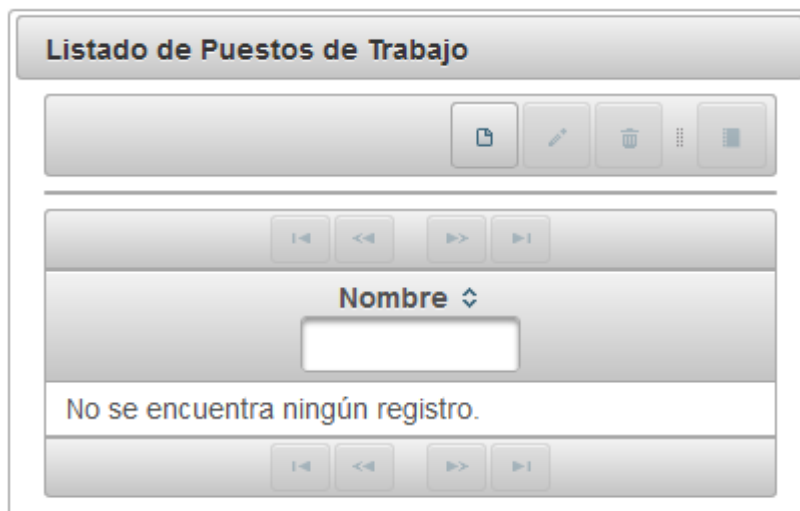 Listado de Puestos de Trabajo
Nombre
No se encuentra ningún registro.